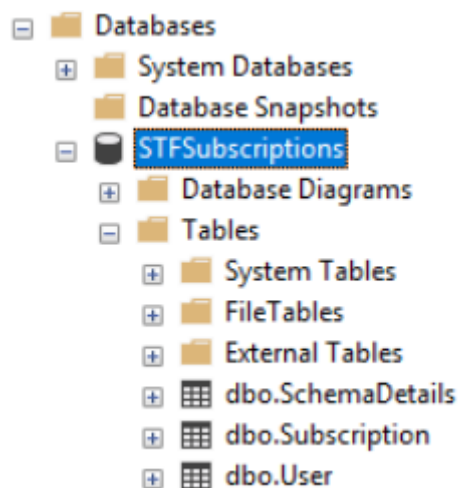 Databases
System Databases
Database Snapshots
STFSubscriptions
Database Diagrams
Tables
System Tables
FileTables
External Tables
dbo.SchemaDetails
dbo.Subscription
dbo.User